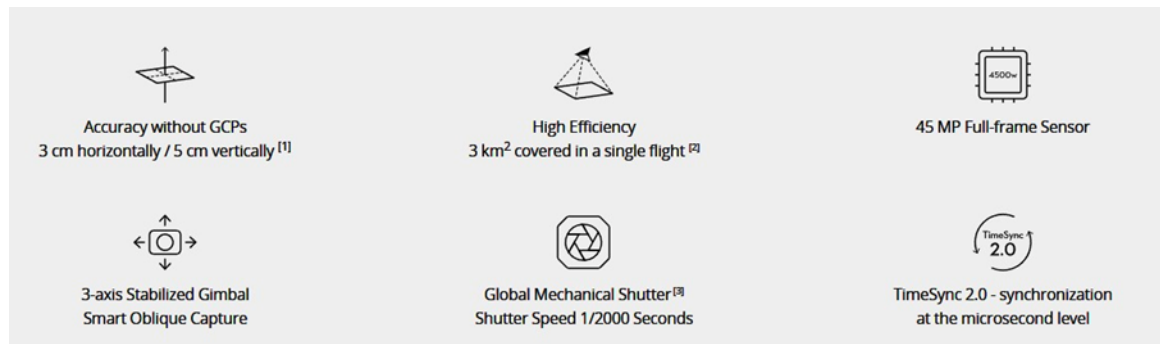 Accuracy without GCPs
3 cm horizontally / 5 cm vertically [1]
High Efficiency
3 km² covered in a single flight [2]
4500w
45 MP Full-frame Sensor
3-axis Stabilized Gimbal
Smart Oblique Capture
Global Mechanical Shutter [3]
Shutter Speed 1/2000 Seconds
TimeSync
2.0
TimeSync 2.0 - synchronization
at the microsecond level